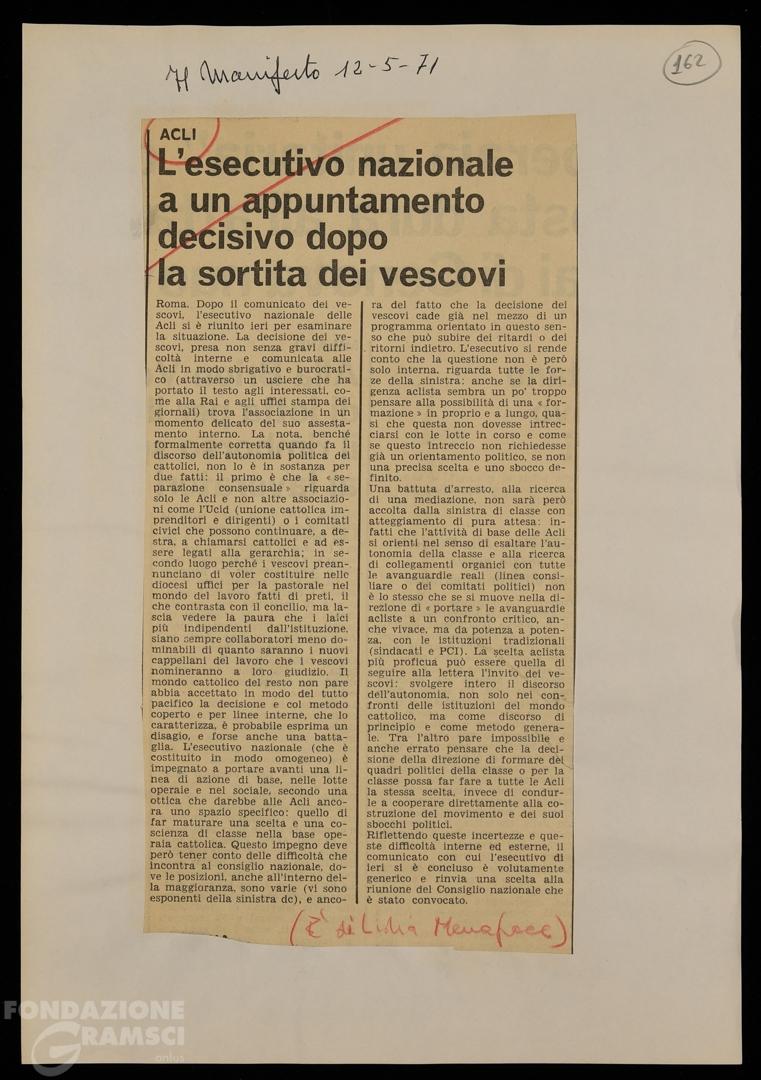 Il Manifesto 12-5-71
162
ACLI
L'esecutivo nazionale
a un appuntamento
decisivo dopo
la sortita dei vescovi
Roma. Dopo il comunicato dei ve-
scovi, l'esecutivo nazionale delle
Acli si è riunito ieri per esaminare
la situazione. La decisione dei ve-
scovi, presa non senza gravi diffi-
coltà interne e comunicata alle
Acli in modo sbrigativo e burocrati-
co (attraverso un usciere che ha
portato il testo agli interessati, co-
me alla Rai e agli uffici stampa dei
giornali) trova l'associazione in un
momento delicato del suo assesta-
mento interno. La nota, benché
formalmente corretta quando fa il
discorso dell'autonomia politica dei
cattolici, non lo è in sostanza per
due fatti: il primo è che la «se-
parazione consensuale» riguarda
solo le Acli e non altre associazio-
ni come l'Ucid (unione cattolica im-
prenditori e dirigenti) o i comitati
civici che possono continuare, a de-
stra, a chiamarsi cattolici e ad es-
sere legati alla gerarchia; in se-
condo luogo perché i vescovi prean-
nunciano di voler costituire nelle
diocesi uffici per la pastorale nel
mondo del lavoro fatti di preti, il
che contrasta con il concilio, ma la-
scia vedere la paura che i laici
più indipendenti dall'istituzione,
siano sempre collaboratori meno do-
minabili di quanto saranno i nuovi
cappellani del lavoro che i vescovi
nomineranno a loro giudizio. Il
mondo cattolico del resto non pare
abbia accettato in modo del tutto
pacifico la decisione e col metodo
coperto e per linee interne, che lo
caratterizza, è probabile esprima un
disagio, e forse anche una batta-
glia. L'esecutivo nazionale (che è
costituito in modo omogeneo) è
impegnato a portare avanti una li-
nea di azione di base, nelle lotte
operaie e nel sociale, secondo una
ottica che darebbe alle Acli anco-
ra uno spazio specifico: quello di
far maturare una scelta e una co-
scienza di classe nella base ope-
raia cattolica. Questo impegno deve
però tener conto delle difficoltà che
incontra al consiglio nazionale, do-
ve le posizioni, anche all'interno del-
la maggioranza, sono varie (vi sono
esponenti della sinistra dc), e anco-
ra del fatto che la decisione dei
vescovi cade già nel mezzo di un
programma orientato in questo sen-
so che può subire dei ritardi o dei
ritorni indietro. L'esecutivo si rende
conto che la questione non è però
solo interna, riguarda tutte le for-
ze della sinistra: anche se la diri-
genza aclista sembra un po' troppo
pensare alla possibilità di una « for-
mazione » in proprio e a lungo, qua-
si che questa non dovesse intrec-
ciarsi con le lotte in corso e come
se questo intreccio non richiedesse
già un orientamento politico, se non
una precisa scelta e uno sbocco de-
finito.
Una battuta d'arresto, alla ricerca
di una mediazione, non sarà però
accolta dalla sinistra di classe con
atteggiamento di pura attesa: in-
fatti che l'attività di base delle Acli
si orienti nel senso di esaltare l'au-
tonomia della classe e alla ricerca
di collegamenti organici con tutte
le avanguardie reali (linea consi-
liare o dei comitati politici) non
è lo stesso che se si muove nella di-
rezione di « portare » le avanguardie
acliste a un confronto critico, an-
che vivace, ma da potenza a poten-
za, con le istituzioni tradizionali
(sindacati e PCI). La scelta aclista
più proficua può essere quella di
seguire alla lettera l'invito dei ve-
scovi: svolgere intero il discorso
dell'autonomia, non solo nei con-
fronti delle istituzioni del mondo
cattolico, ma come discorso di
principio e come metodo genera-
le. Tra l'altro pare impossibile e
anche errato pensare che la deci-
sione della direzione di formare dei
quadri politici della classe o per la
classe possa far fare a tutte le Acli
la stessa scelta, invece di condur-
le a cooperare direttamente alla co-
struzione del movimento e dei suoi
sbocchi politici.
Riflettendo queste incertezze e que-
ste difficoltà interne ed esterne, il
comunicato con cui l'esecutivo di
ieri si è concluso è volutamente
generico e rinvia una scelta alla
riunione del Consiglio nazionale che
è stato convocato.
(È di Lidia Menapace)
FONDAZIONE
GRAMSCI
onlus